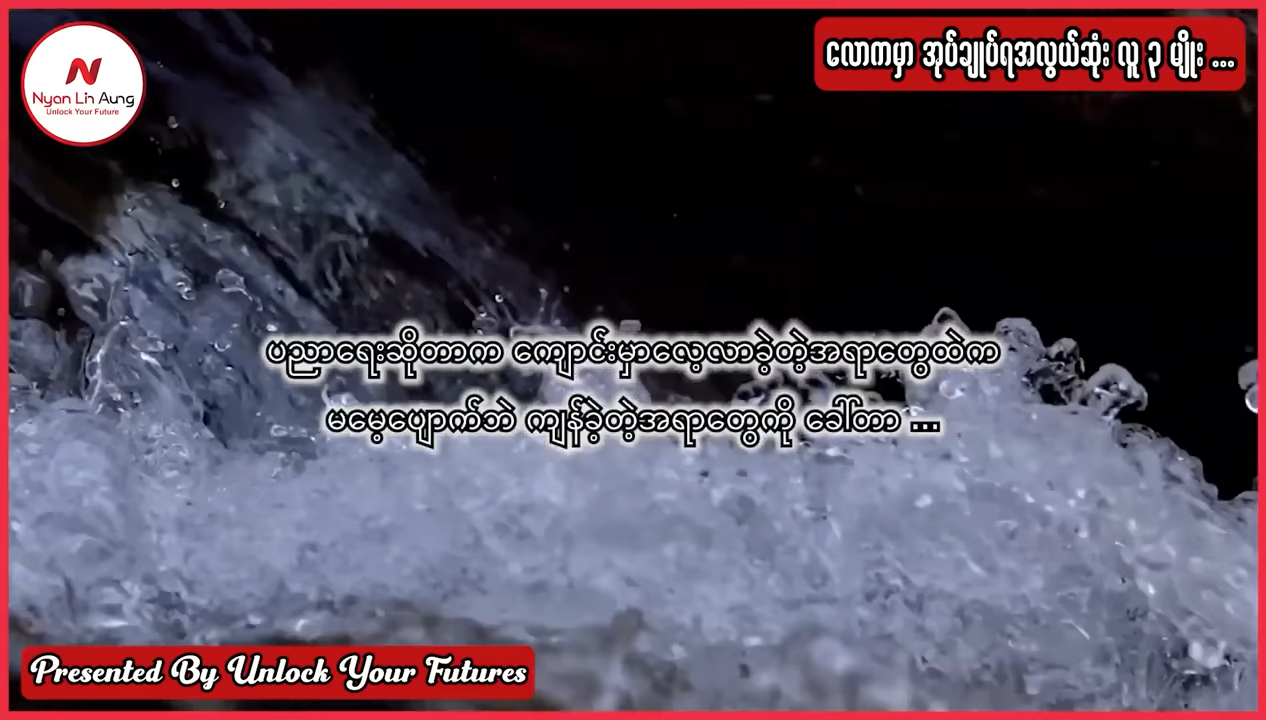 N
Nyan Lin Aung
Unlock Your Future
လောကမှာ အုပ်ချုပ်ရအလွယ်ဆုံး လူ ၃ မျိုး ...
ပညာရေးဆိုတာက ကျောင်းမှာလေ့လာခဲ့တဲ့အရာတွေထဲက
မမေ့ပျောက်ဘဲ ကျန်ခဲ့တဲ့အရာတွေကို ခေါ်တာ ...
Presented By Unlock Your Futures